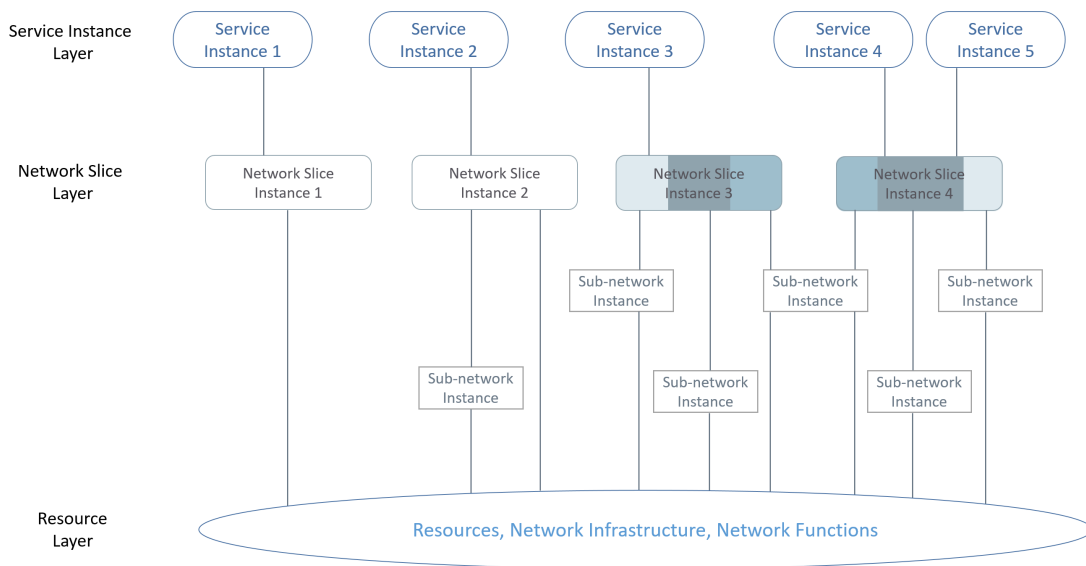 Service Instance
Layer
Service
Instance 1
Service
Instance 2
Service
Instance 3
Service
Instance 4
Service
Instance 5
Network Slice
Layer
Network Slice
Instance 1
Network Slice
Instance 2
Network Slice
Instance 3
Network Slice
Instance 4
Sub-network
Instance
Sub-network
Instance
Sub-network
Instance
Sub-network
Instance
Sub-network
Instance
Sub-network
Instance
Resource
Layer
Resources, Network Infrastructure, Network Functions